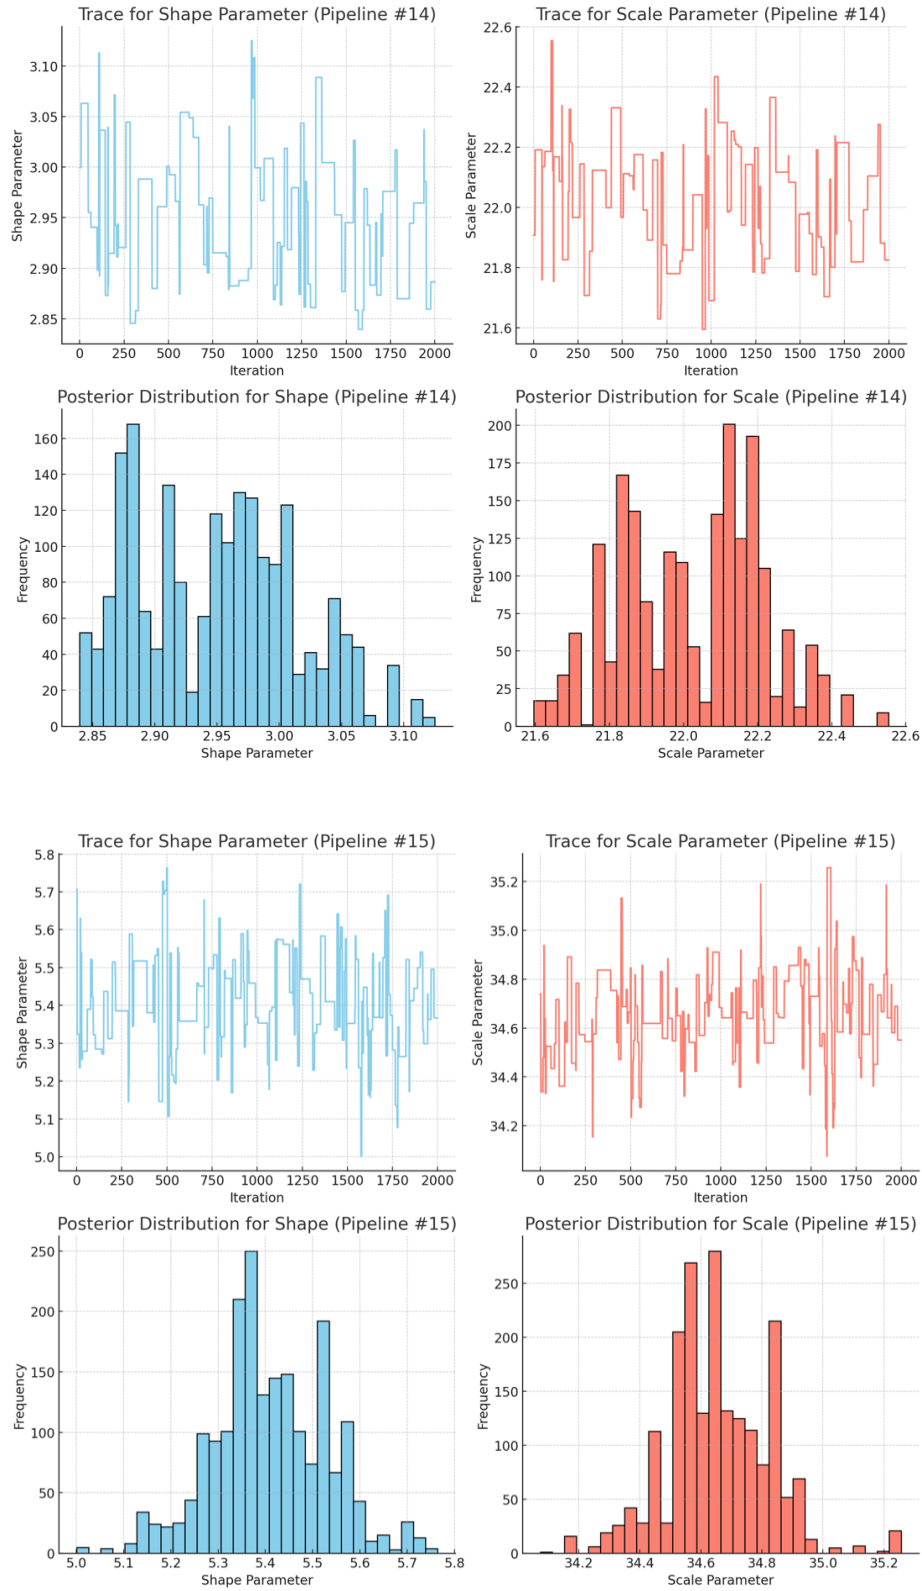 Trace for Shape Parameter (Pipeline #14)
Shape Parameter
3.10
3.05
3.00
2.95
2.90
2.85
0 250 500 750 1000 1250 1500 1750 2000
Iteration
Trace for Scale Parameter (Pipeline #14)
Scale Parameter
22.6
22.4
22.2
22.0
21.8
21.6
0 250 500 750 1000 1250 1500 1750 2000
Iteration
Posterior Distribution for Shape (Pipeline #14)
Frequency
160
140
120
100
80
60
40
20
0
2.85 2.90 2.95 3.00 3.05 3.10
Shape Parameter
Posterior Distribution for Scale (Pipeline #14)
Frequency
200
175
150
125
100
75
50
25
0
21.6 21.8 22.0 22.2 22.4 22.6
Scale Parameter
Trace for Shape Parameter (Pipeline #15)
Shape Parameter
5.8
5.7
5.6
5.5
5.4
5.3
5.2
5.1
5.0
0 250 500 750 1000 1250 1500 1750 2000
Iteration
Trace for Scale Parameter (Pipeline #15)
Scale Parameter
35.2
35.0
34.8
34.6
34.4
34.2
0 250 500 750 1000 1250 1500 1750 2000
Iteration
Posterior Distribution for Shape (Pipeline #15)
Frequency
250
200
150
100
50
0
5.0 5.1 5.2 5.3 5.4 5.5 5.6 5.7 5.8
Shape Parameter
Posterior Distribution for Scale (Pipeline #15)
Frequency
250
200
150
100
50
0
34.2 34.4 34.6 34.8 35.0 35.2
Scale Parameter